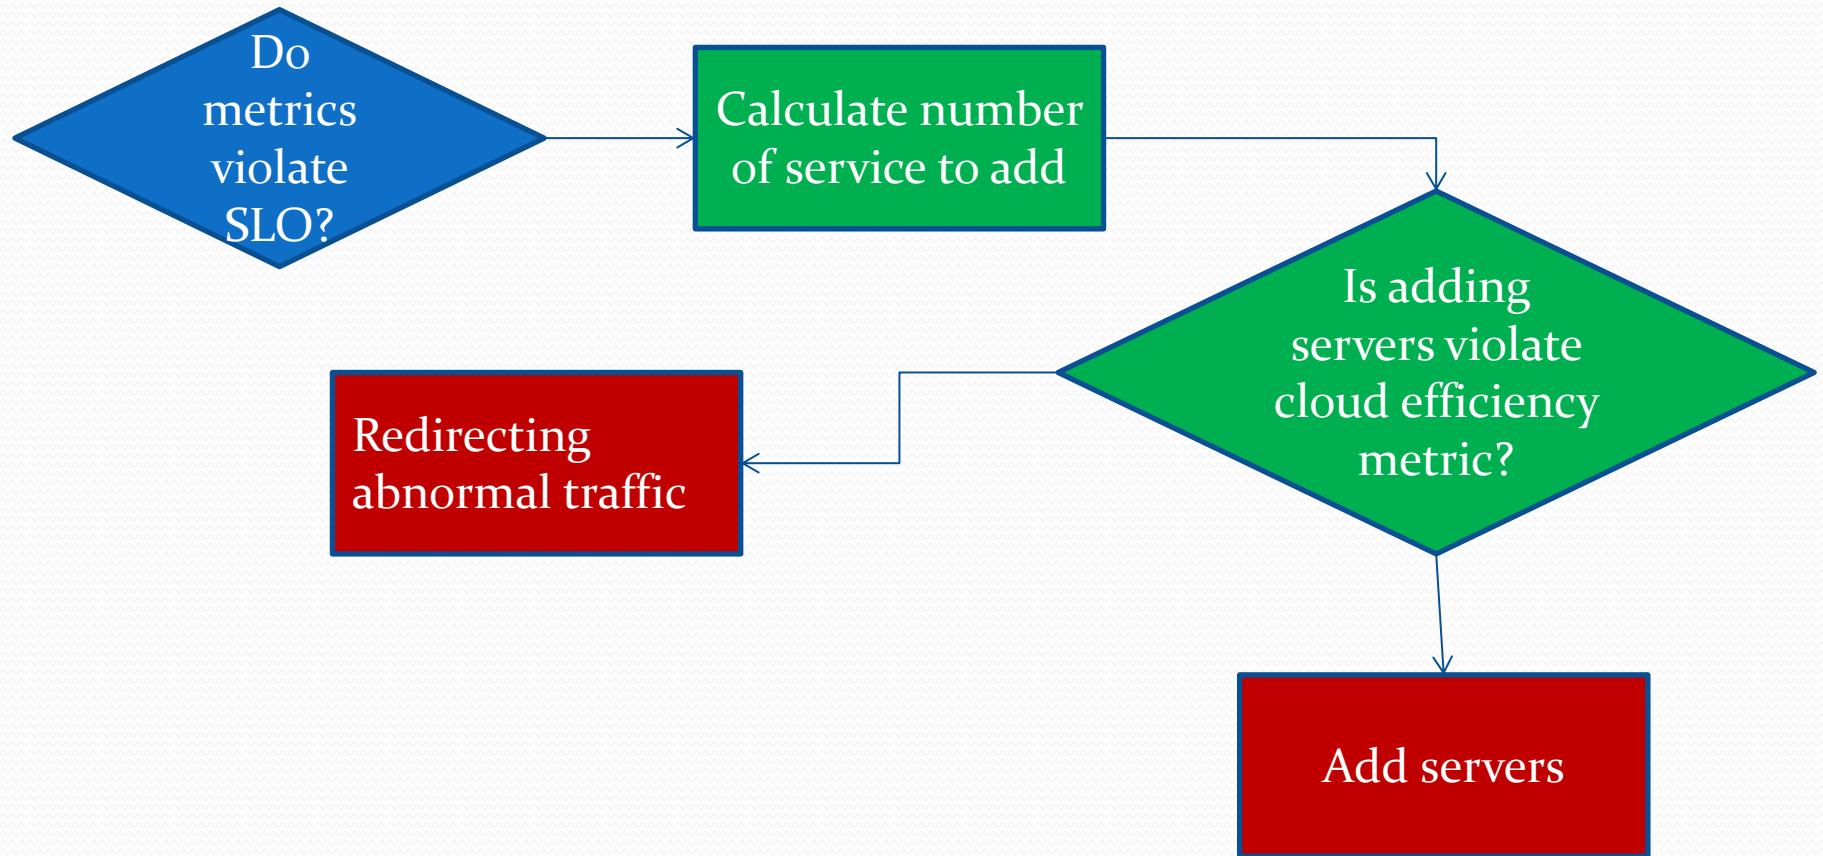 Do
metrics
violate
SLO?
Calculate number
of service to add
Is adding
servers violate
cloud efficiency
metric?
Redirecting
abnormal traffic
Add servers